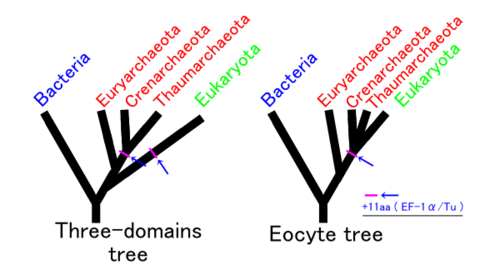 Bacteria
Euryarchaeota
Crenarchaeota
Thaumarchaeota
Eukaryota
Three-domains
tree
Bacteria
Euryarchaeota
Crenarchaeota
Thaumarchaeota
Eukaryota
+11aa ( EF-1α/Tu )
Eocyte tree